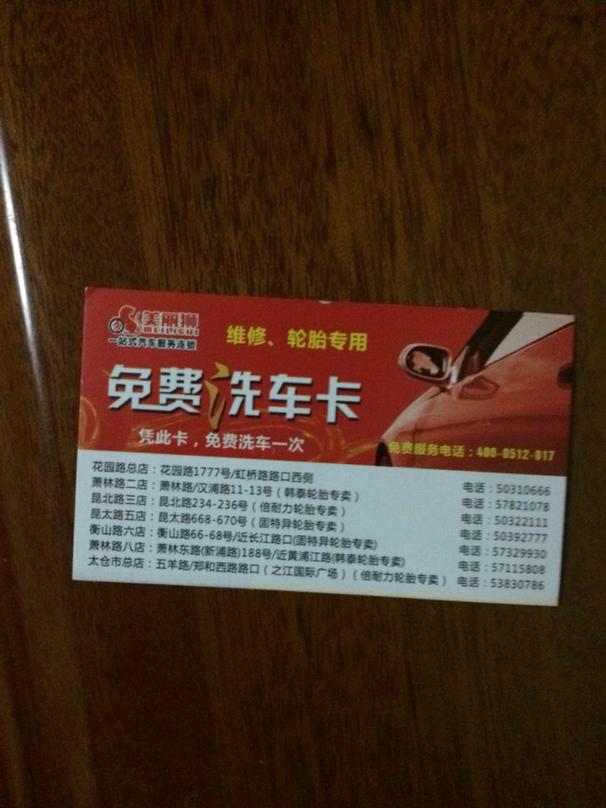 美丽狮
MEILISHI
一站式汽车服务连锁
维修、轮胎专用
免费洗车卡
凭此卡，免费洗车一次
免费服务电话：400-0512-017
花园路总店：花园路1777号/虹桥路路口西侧 电话：50310666
萧林路二店：萧林路/汉浦路11-13号（韩泰轮胎专卖） 电话：57821078
昆北路三店：昆北路234-236号（倍耐力轮胎专卖） 电话：50322111
昆太路五店：昆太路668-670号（固特异轮胎专卖） 电话：50392777
衡山路六店：衡山路66-68号/近长江路口(固特异轮胎专卖) 电话：57329930
萧林路八店：萧林东路(新浦路)188号/近黄浦江路(韩泰轮胎专卖) 电话：57115808
太仓市总店：五羊路/郑和西路路口（之江国际广场）（倍耐力轮胎专卖） 电话：53830786